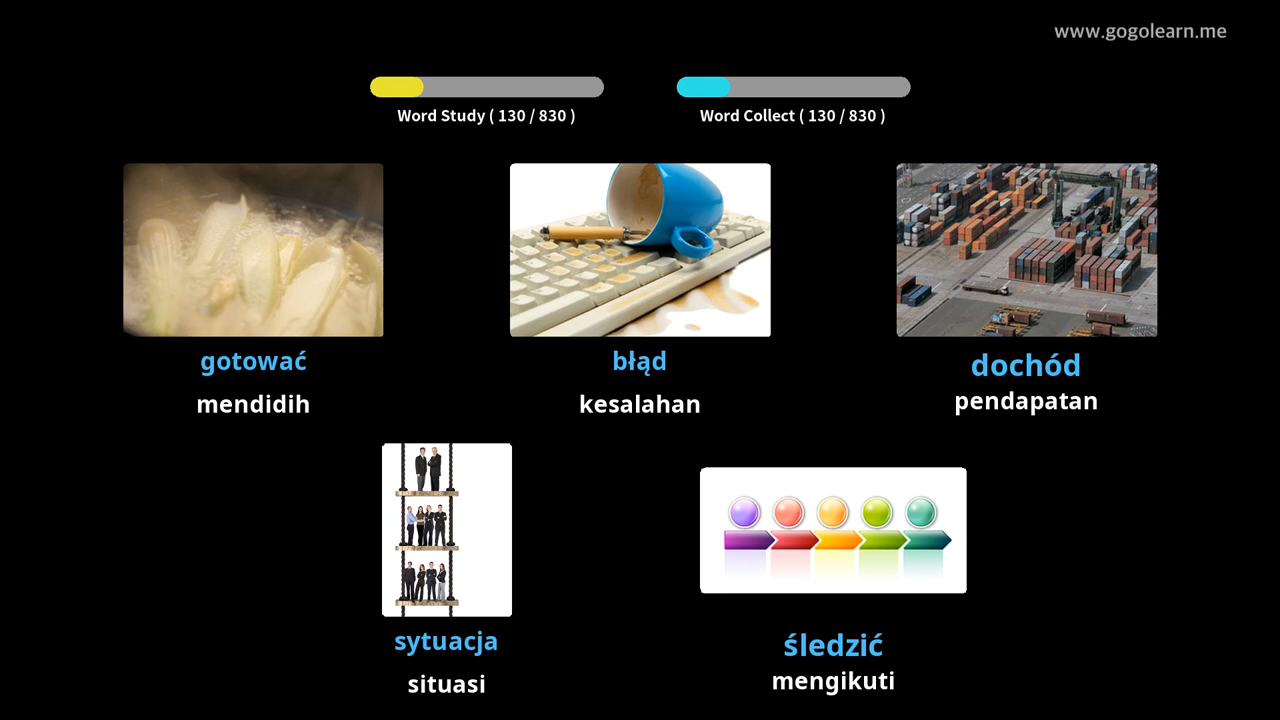 www.gogolearn.me
Word Study ( 130 / 830 )
Word Collect ( 130 / 830 )
gotować
mendidih
błąd
kesalahan
dochód
pendapatan
sytuacja
situasi
śledzić
mengikuti